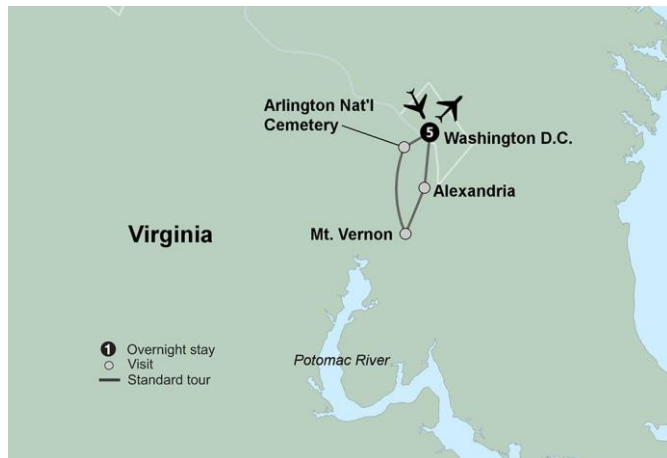 Arlington Nat'l
Cemetery
5
Washington D.C.
Alexandria
Virginia
Mt. Vernon
1 Overnight stay
Visit
Standard tour
Potomac River